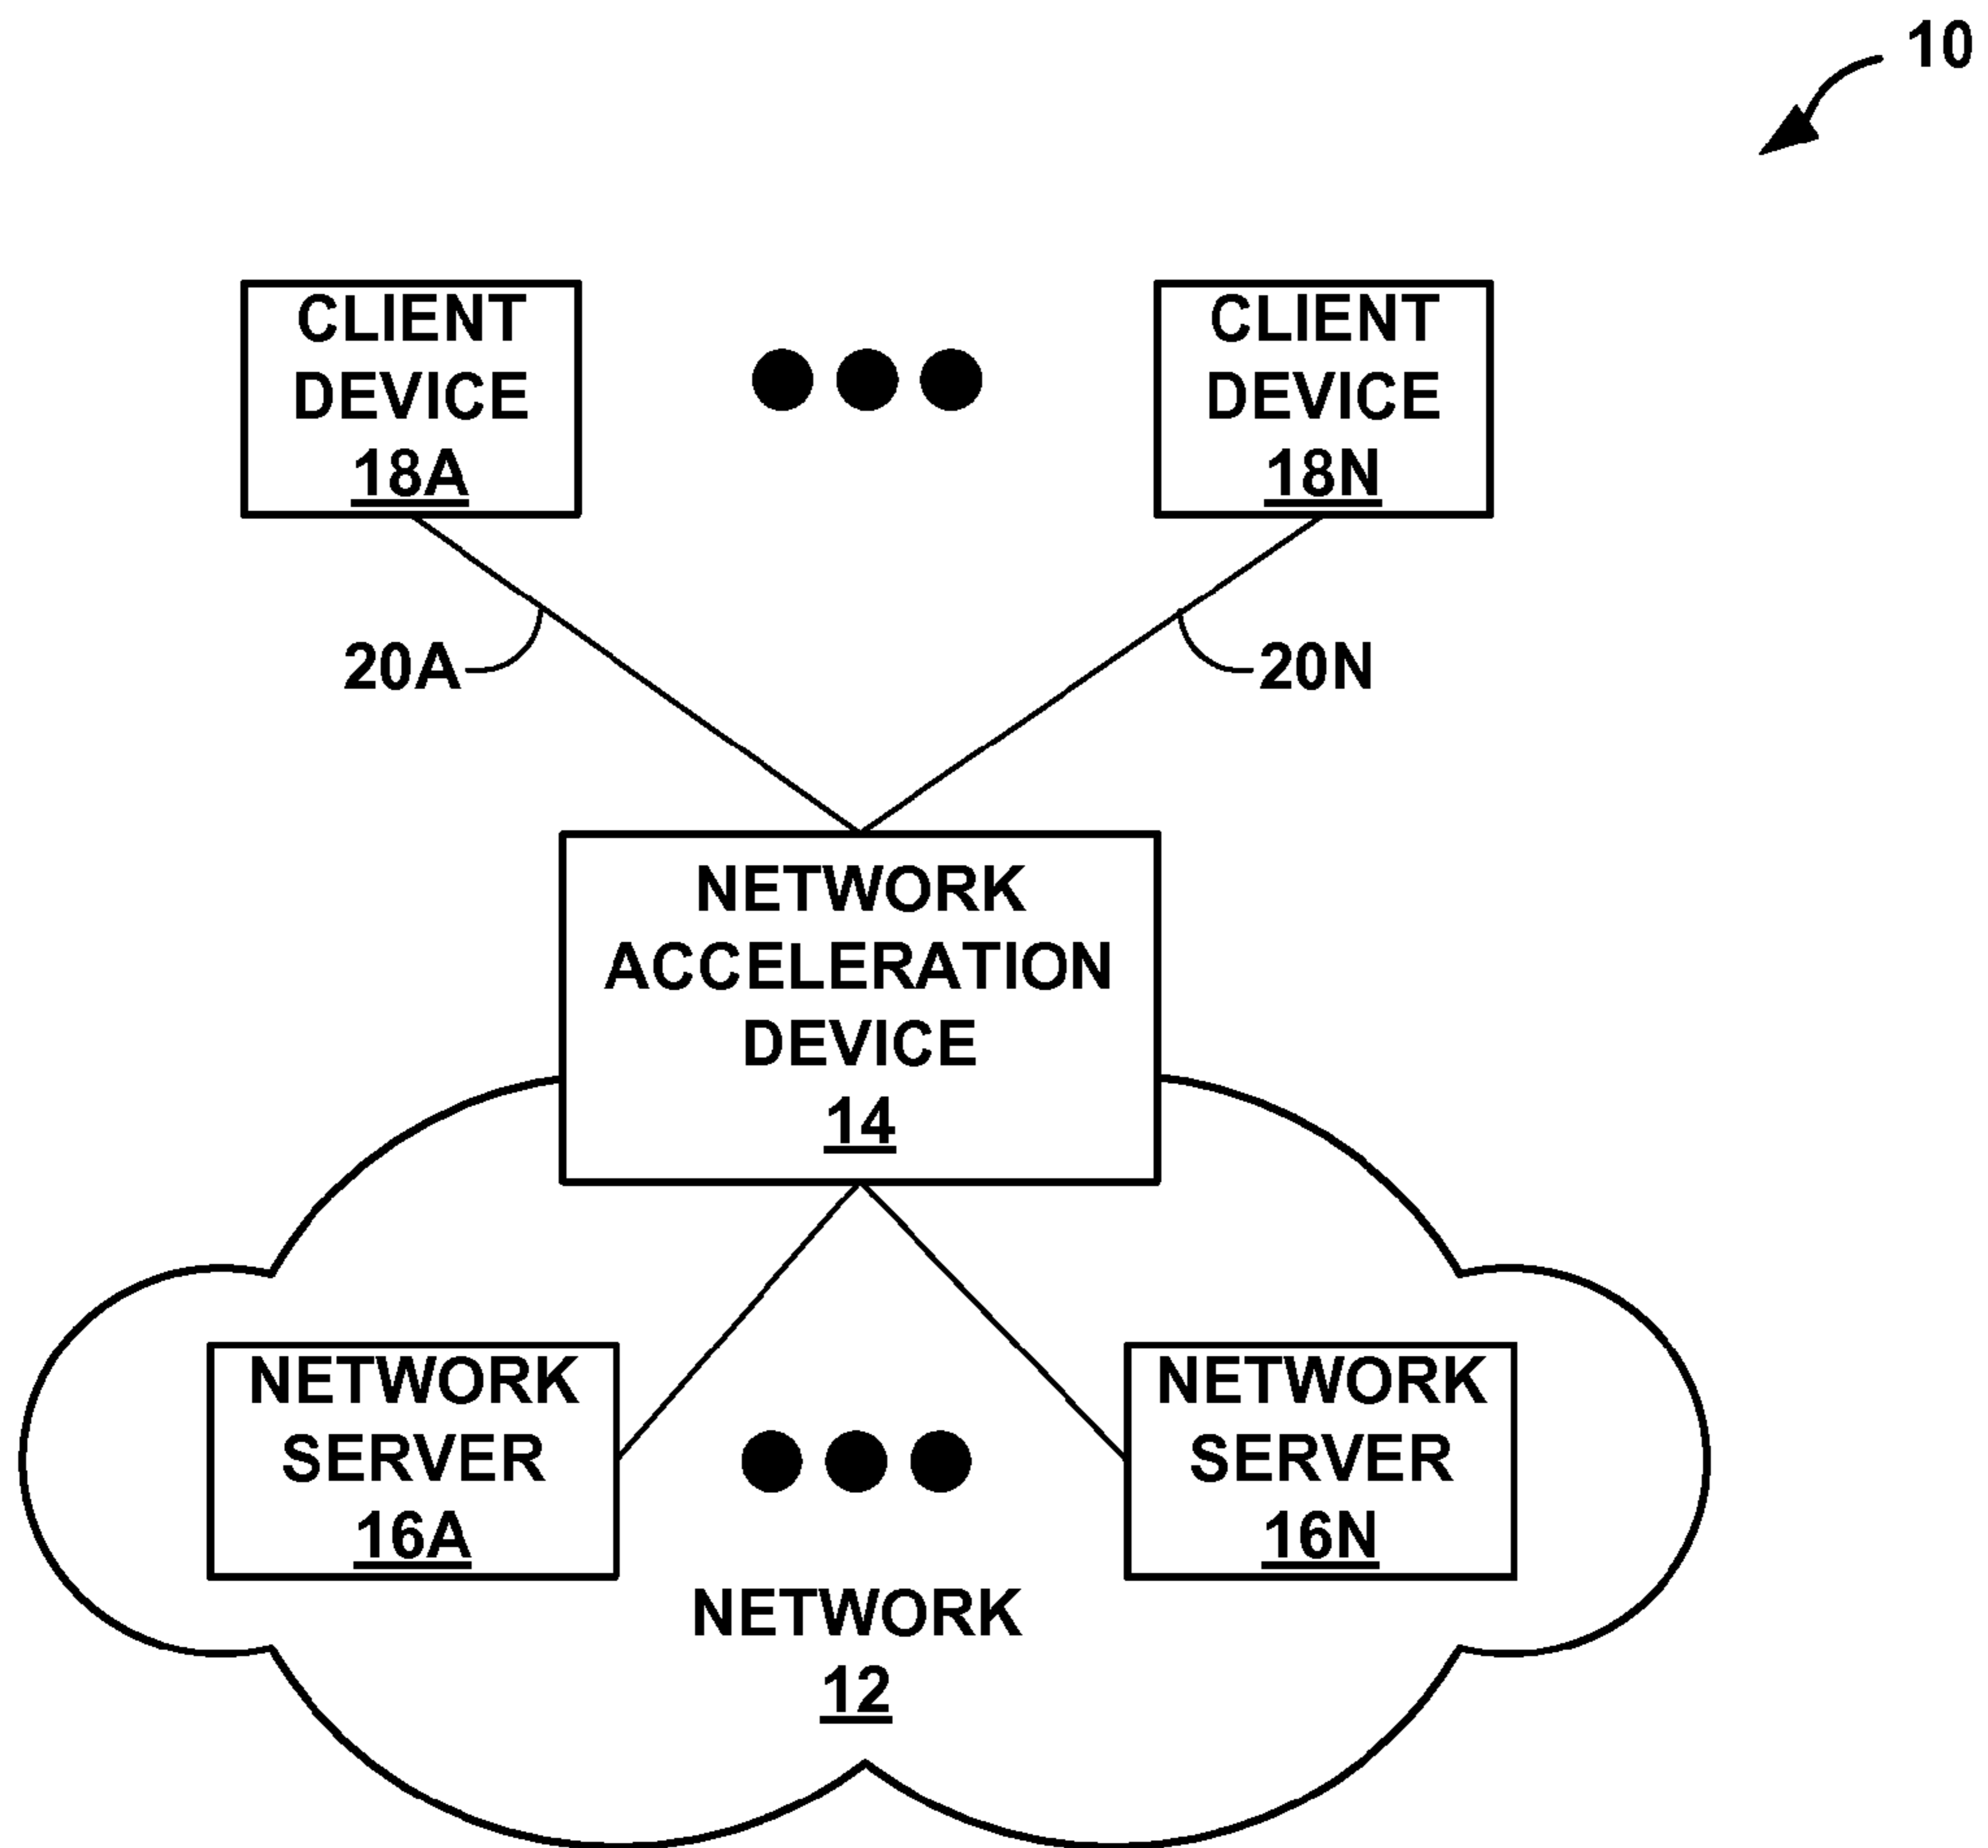 10
CLIENT
DEVICE
18A
CLIENT
DEVICE
18N
20A
20N
NETWORK
ACCELERATION
DEVICE
14
NETWORK
SERVER
16A
NETWORK
SERVER
16N
NETWORK
12